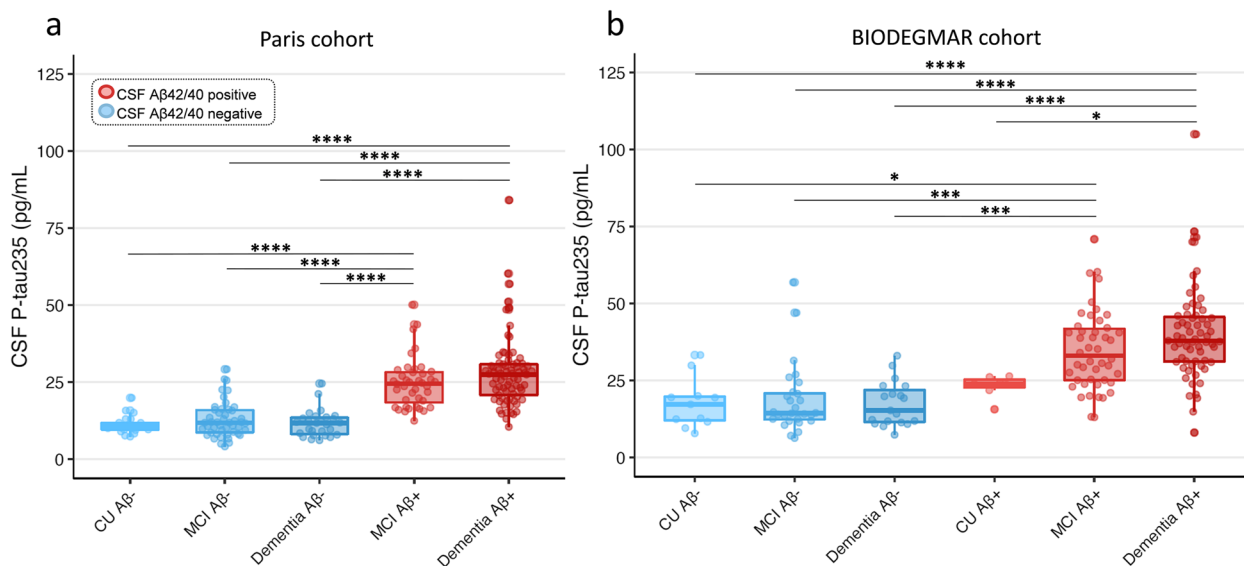 a
Paris cohort
CSF P-tau235 (pg/mL)
125
100
75
50
25
0
CSF Aβ42/40 positive
CSF Aβ42/40 negative
****
****
****
****
****
****
CU Aβ-
MCI Aβ-
Dementia Aβ-
MCI Aβ+
Dementia Aβ+
b
BIODEGMAR cohort
CSF P-tau235 (pg/mL)
125
100
75
50
25
0
****
****
****
*
*
***
***
CU Aβ-
MCI Aβ-
Dementia Aβ-
CU Aβ+
MCI Aβ+
Dementia Aβ+